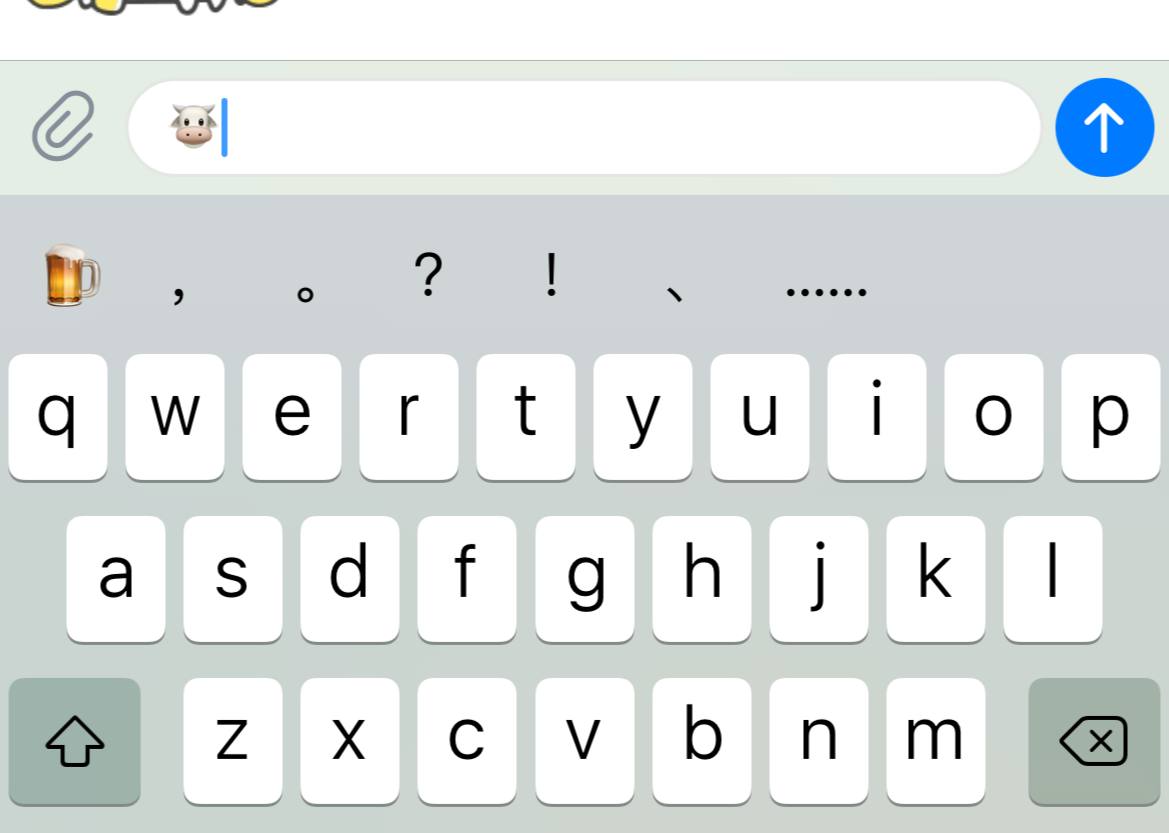 🐮
🍺 , 。 ? ! 、 ......
q w e r t y u i o p
a s d f g h j k l
z x c v b n m